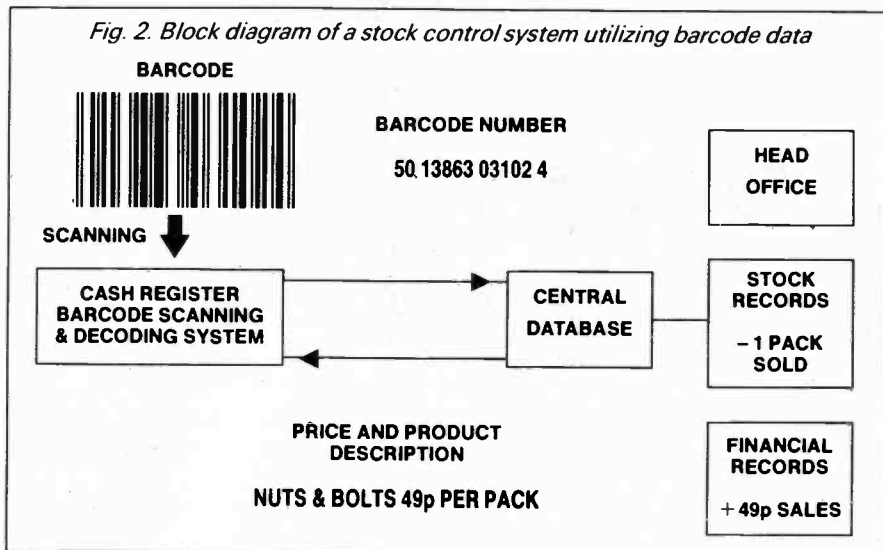 Fig. 2. Block diagram of a stock control system utilizing barcode data
BARCODE
BARCODE NUMBER
50 13863 03102 4
HEAD
OFFICE
SCANNING
CASH REGISTER
BARCODE SCANNING
& DECODING SYSTEM
CENTRAL
DATABASE
STOCK
RECORDS
– 1 PACK
SOLD
PRICE AND PRODUCT
DESCRIPTION
NUTS & BOLTS 49p PER PACK
FINANCIAL
RECORDS
+ 49p SALES